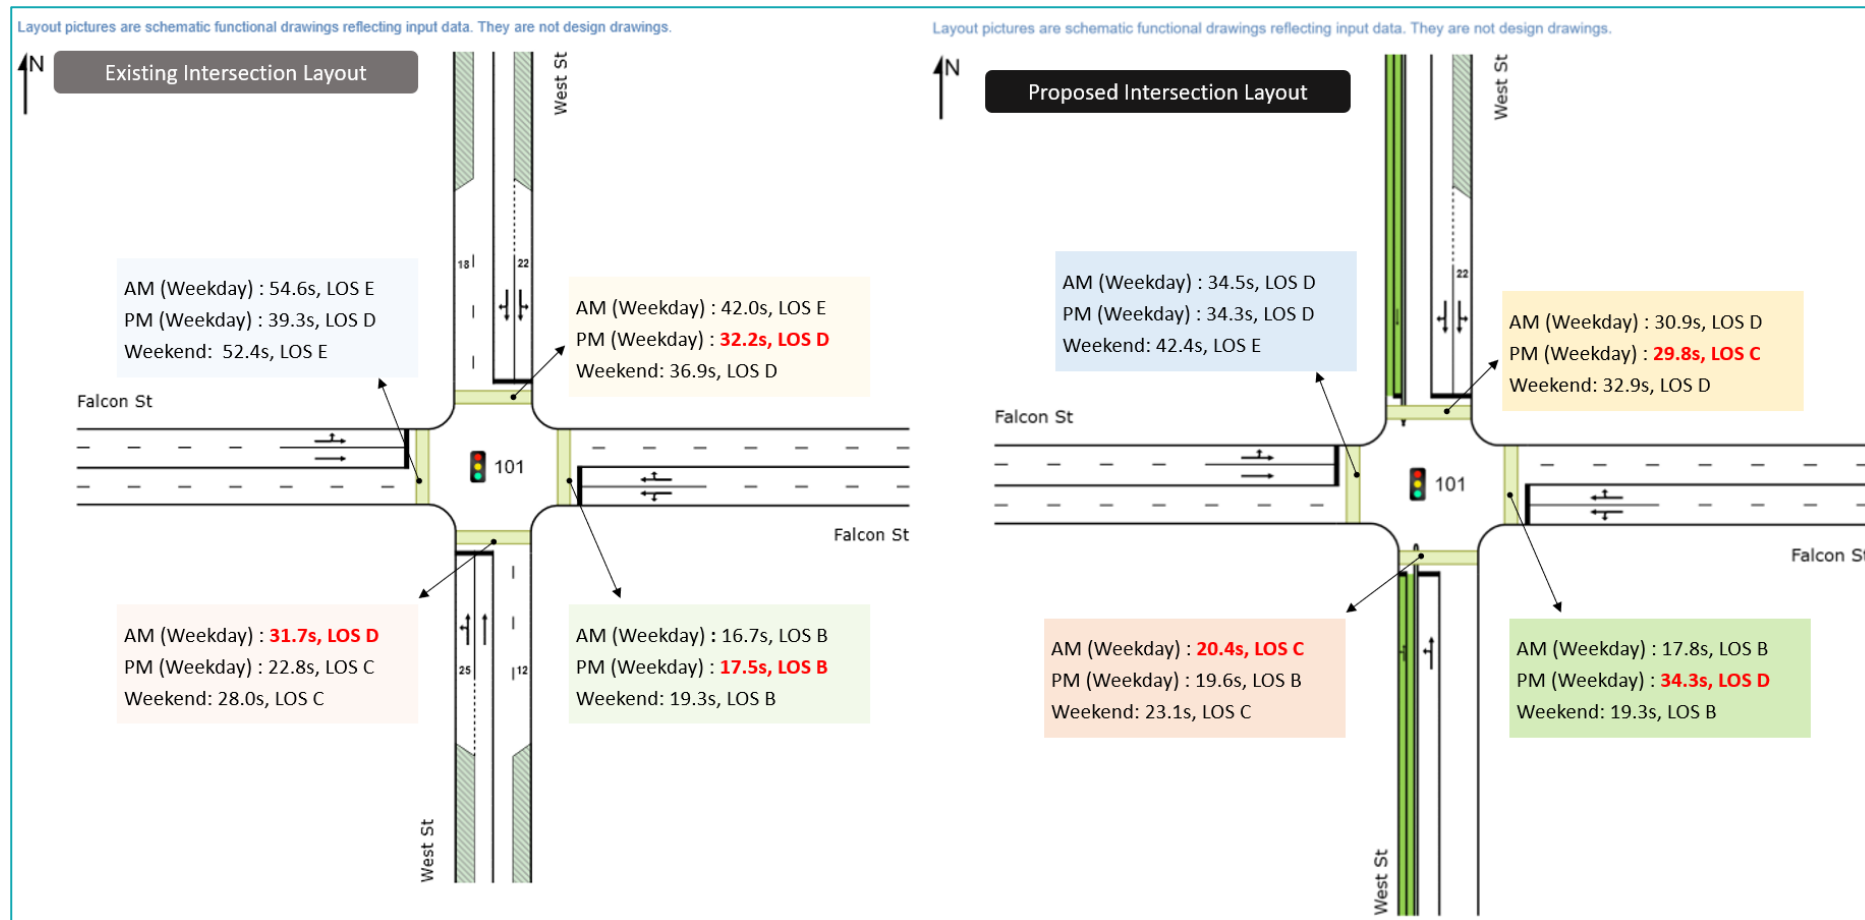 Layout pictures are schematic functional drawings reflecting input data. They are not design drawings.
N
Existing Intersection Layout
West St
18
22
AM (Weekday) : 54.6s, LOS E
PM (Weekday) : 39.3s, LOS D
Weekend:  52.4s, LOS E
AM (Weekday) : 42.0s, LOS E
PM (Weekday) : 32.2s, LOS D
Weekend: 36.9s, LOS D
Falcon St
101
Falcon St
AM (Weekday) : 31.7s, LOS D
PM (Weekday) : 22.8s, LOS C
Weekend: 28.0s, LOS C
25
12
AM (Weekday) : 16.7s, LOS B
PM (Weekday) : 17.5s, LOS B
Weekend: 19.3s, LOS B
West St
Layout pictures are schematic functional drawings reflecting input data. They are not design drawings.
N
Proposed Intersection Layout
West St
22
AM (Weekday) : 34.5s, LOS D
PM (Weekday) : 34.3s, LOS D
Weekend: 42.4s, LOS E
AM (Weekday) : 30.9s, LOS D
PM (Weekday) : 29.8s, LOS C
Weekend: 32.9s, LOS D
Falcon St
101
Falcon St
AM (Weekday) : 20.4s, LOS C
PM (Weekday) : 19.6s, LOS B
Weekend: 23.1s, LOS C
AM (Weekday) : 17.8s, LOS B
PM (Weekday) : 34.3s, LOS D
Weekend: 19.3s, LOS B
West St